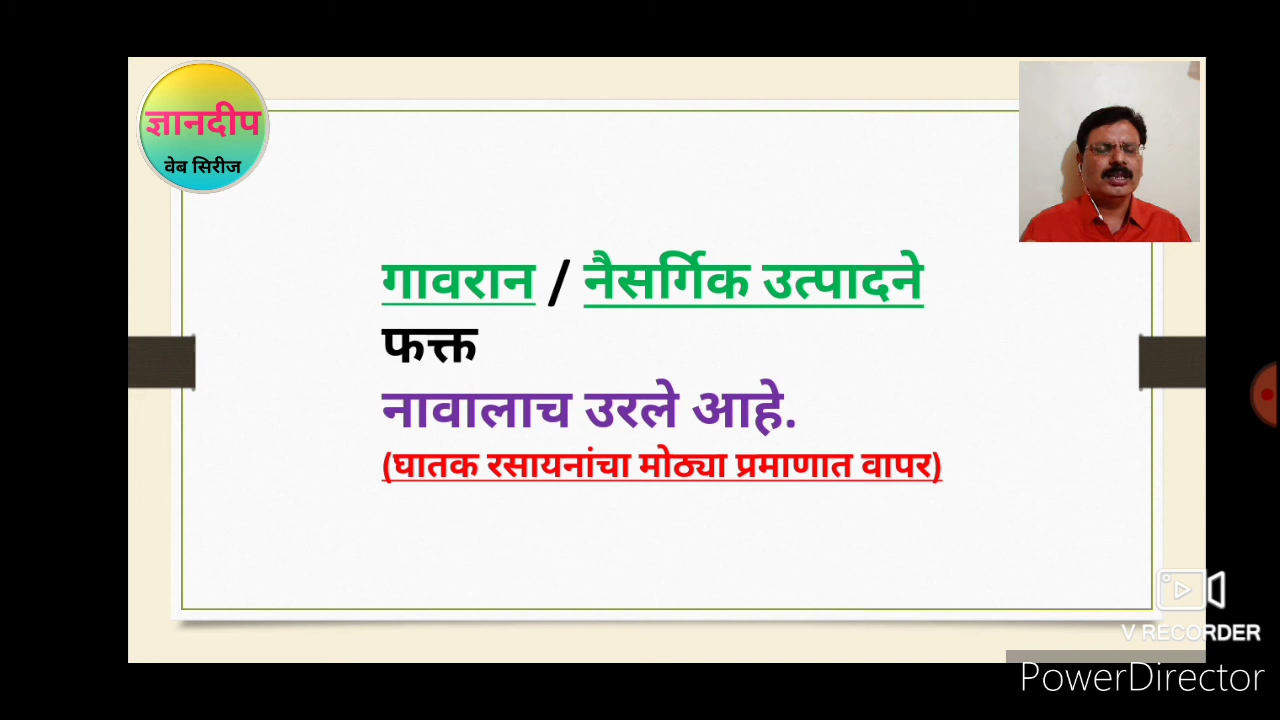 ज्ञानदीप
वेब सिरीज
गावरान / नैसर्गिक उत्पादने
फक्त
नावालाच उरले आहे.
(घातक रसायनांचा मोठ्या प्रमाणात वापर)
V RECORDER
PowerDirector